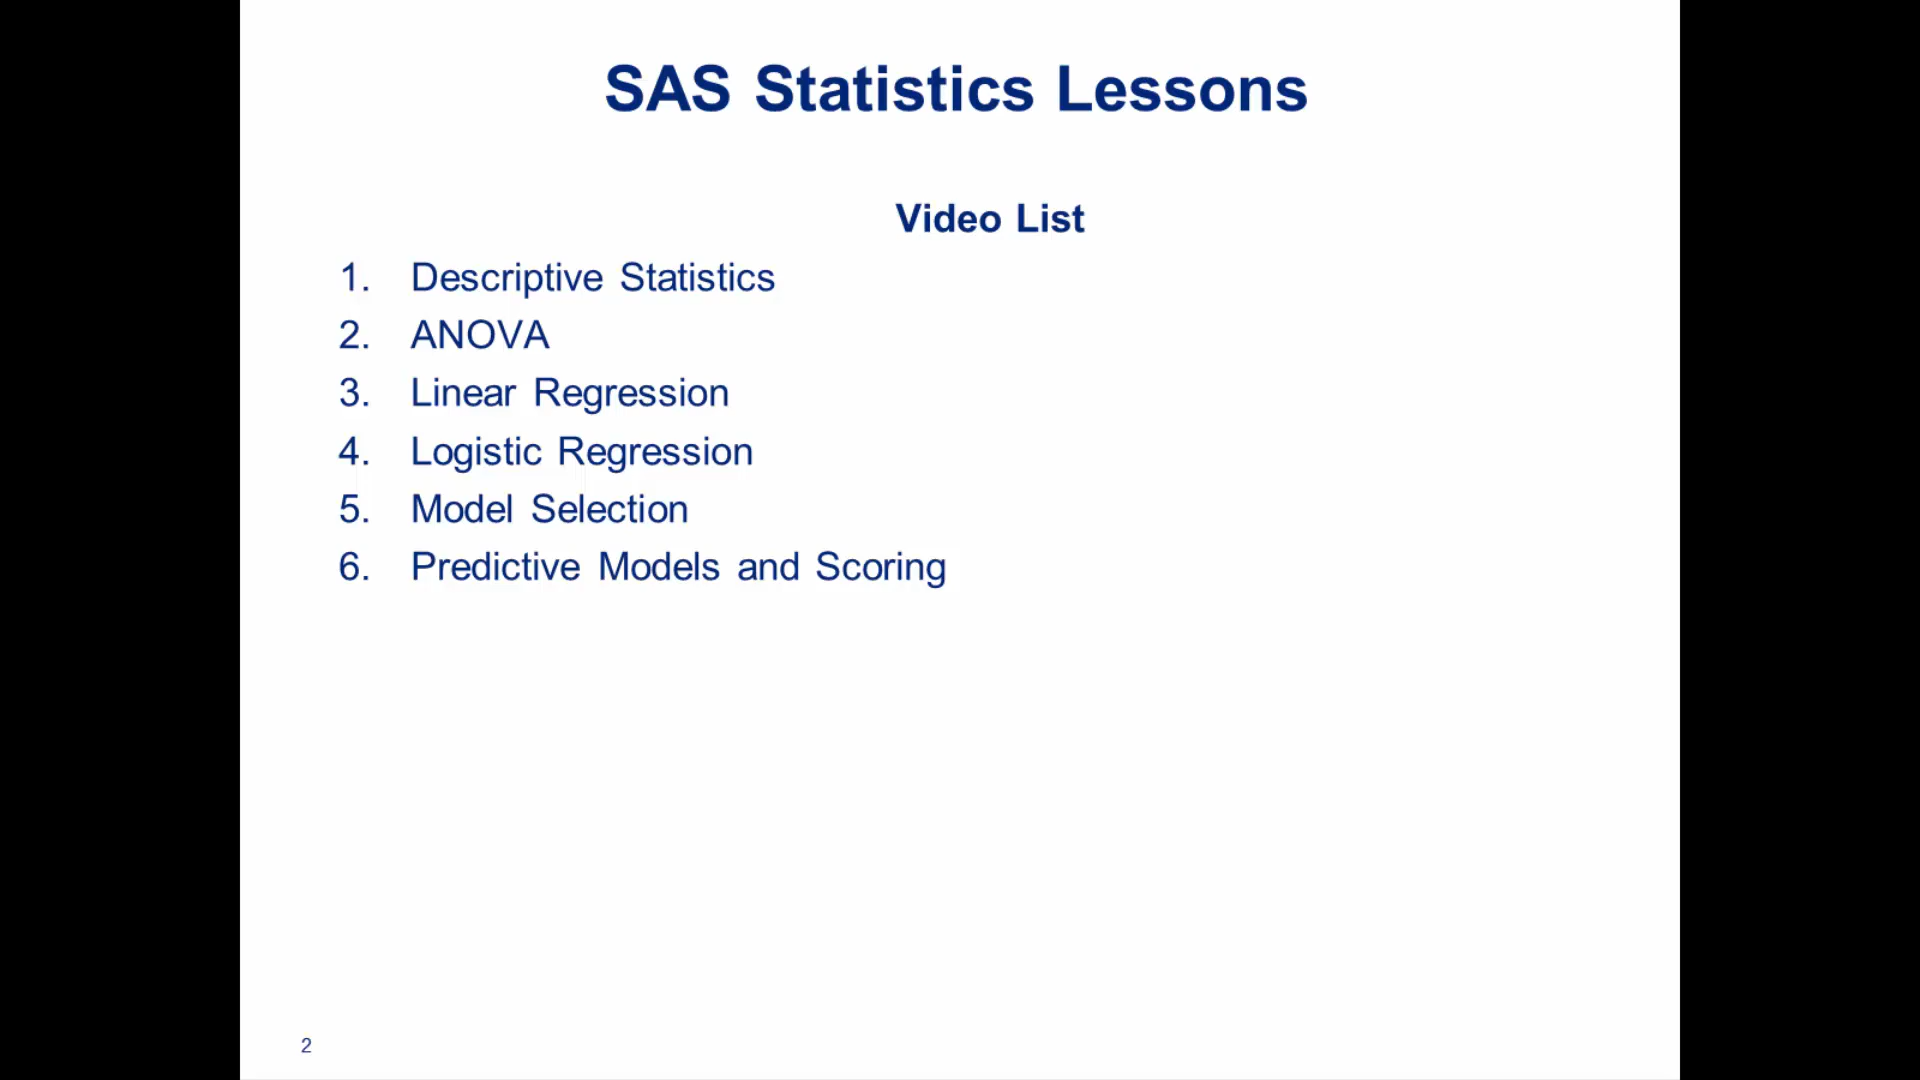 SAS Statistics Lessons
Video List
1. Descriptive Statistics
2. ANOVA
3. Linear Regression
4. Logistic Regression
5. Model Selection
6. Predictive Models and Scoring
2